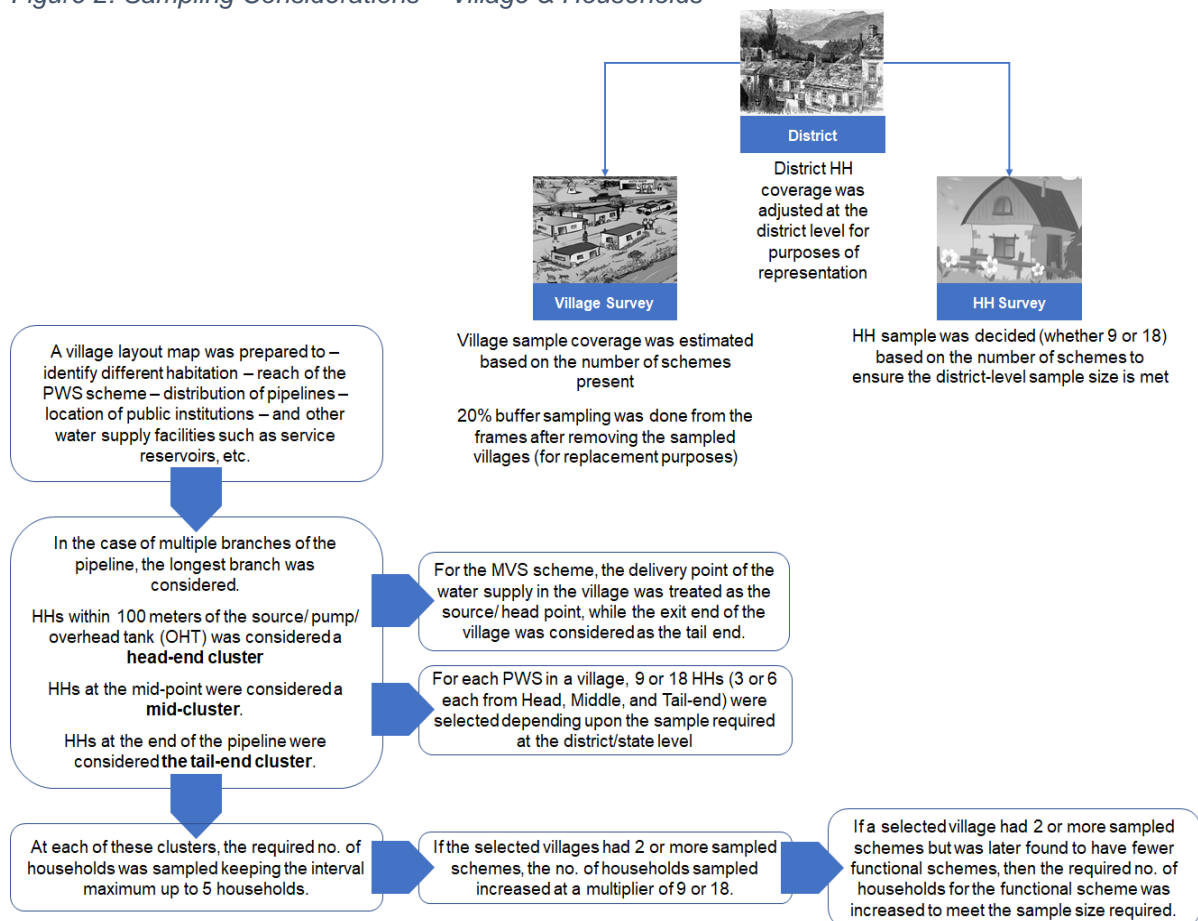 Figure 2: Sampling Considerations – Village & Households
District
District HH
coverage was
adjusted at the
district level for
purposes of
representation
Village Survey
Village sample coverage was estimated
based on the number of schemes
present
20% buffer sampling was done from the
frames after removing the sampled
villages (for replacement purposes)
HH Survey
HH sample was decided (whether 9 or 18)
based on the number of schemes to
ensure the district-level sample size is met
A village layout map was prepared to –
identify different habitation – reach of the
PWS scheme – distribution of pipelines –
location of public institutions – and other
water supply facilities such as service
reservoirs, etc.
In the case of multiple branches of the
pipeline, the longest branch was
considered.
HHs within 100 meters of the source/ pump/
overhead tank (OHT) was considered a
head-end cluster
HHs at the mid-point were considered a
mid-cluster.
HHs at the end of the pipeline were
considered the tail-end cluster.
For the MVS scheme, the delivery point of the
water supply in the village was treated as the
source/ head point, while the exit end of the
village was considered as the tail end.
For each PWS in a village, 9 or 18 HHs (3 or 6
each from Head, Middle, and Tail-end) were
selected depending upon the sample required
at the district/state level
At each of these clusters, the required no. of
households was sampled keeping the interval
maximum up to 5 households.
If the selected villages had 2 or more sampled
schemes, the no. of households sampled
increased at a multiplier of 9 or 18.
If a selected village had 2 or more sampled
schemes but was later found to have fewer
functional schemes, then the required no. of
households for the functional scheme was
increased to meet the sample size required.